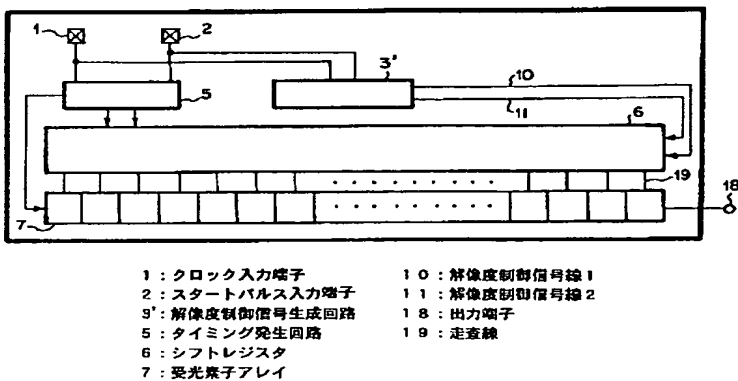 1
2
3'
10
11
5
6
19
18
7
1 : クロック入力端子
2 : スタートパルス入力端子
3' : 解像度制御信号生成回路
5 : タイミング発生回路
6 : シフトレジスタ
7 : 受光素子アレイ
10 : 解像度制御信号線1
11 : 解像度制御信号線2
18 : 出力端子
19 : 走査線